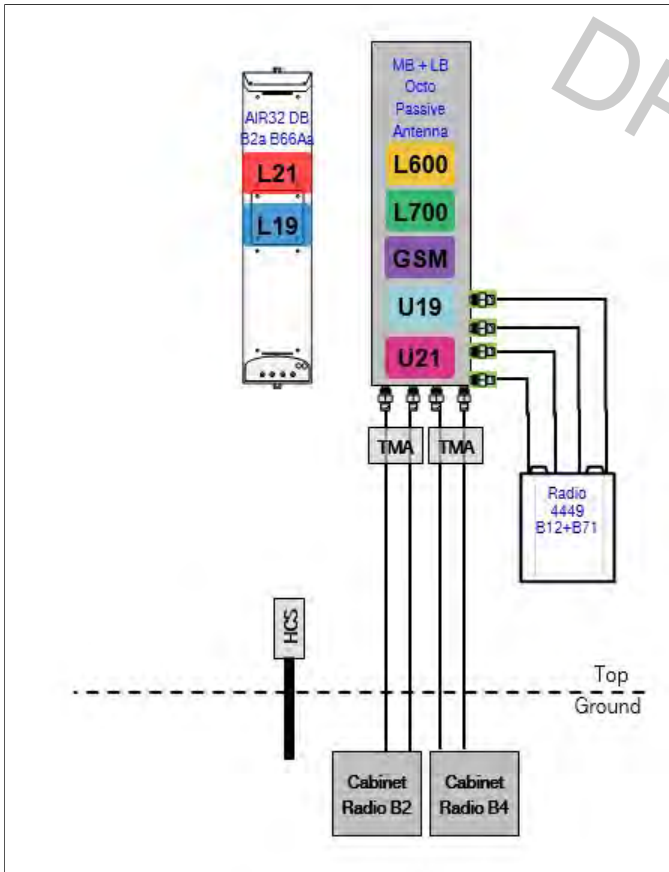 AIR32 DB
B2a B66Aa
L21
L19
MB + LB
Octo
Passive
Antenna
L600
L700
GSM
U19
U21
TMA
TMA
Radio
4449
B12+B71
HCS
Top
Ground
Cabinet
Radio B2
Cabinet
Radio B4